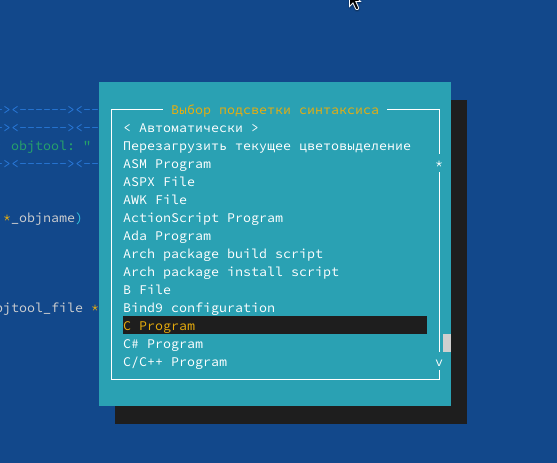 ><------><--
><------><--
objtool: "
><------><--
*_objname)
bjtool_file *
Выбор подсветки синтаксиса
< Автоматически >
Перезагрузить текущее цветовыделение
ASM Program
*
ASPX File
AWK File
ActionScript Program
Ada Program
Arch package build script
Arch package install script
B File
Bind9 configuration
C Program
C# Program
C/C++ Program
v